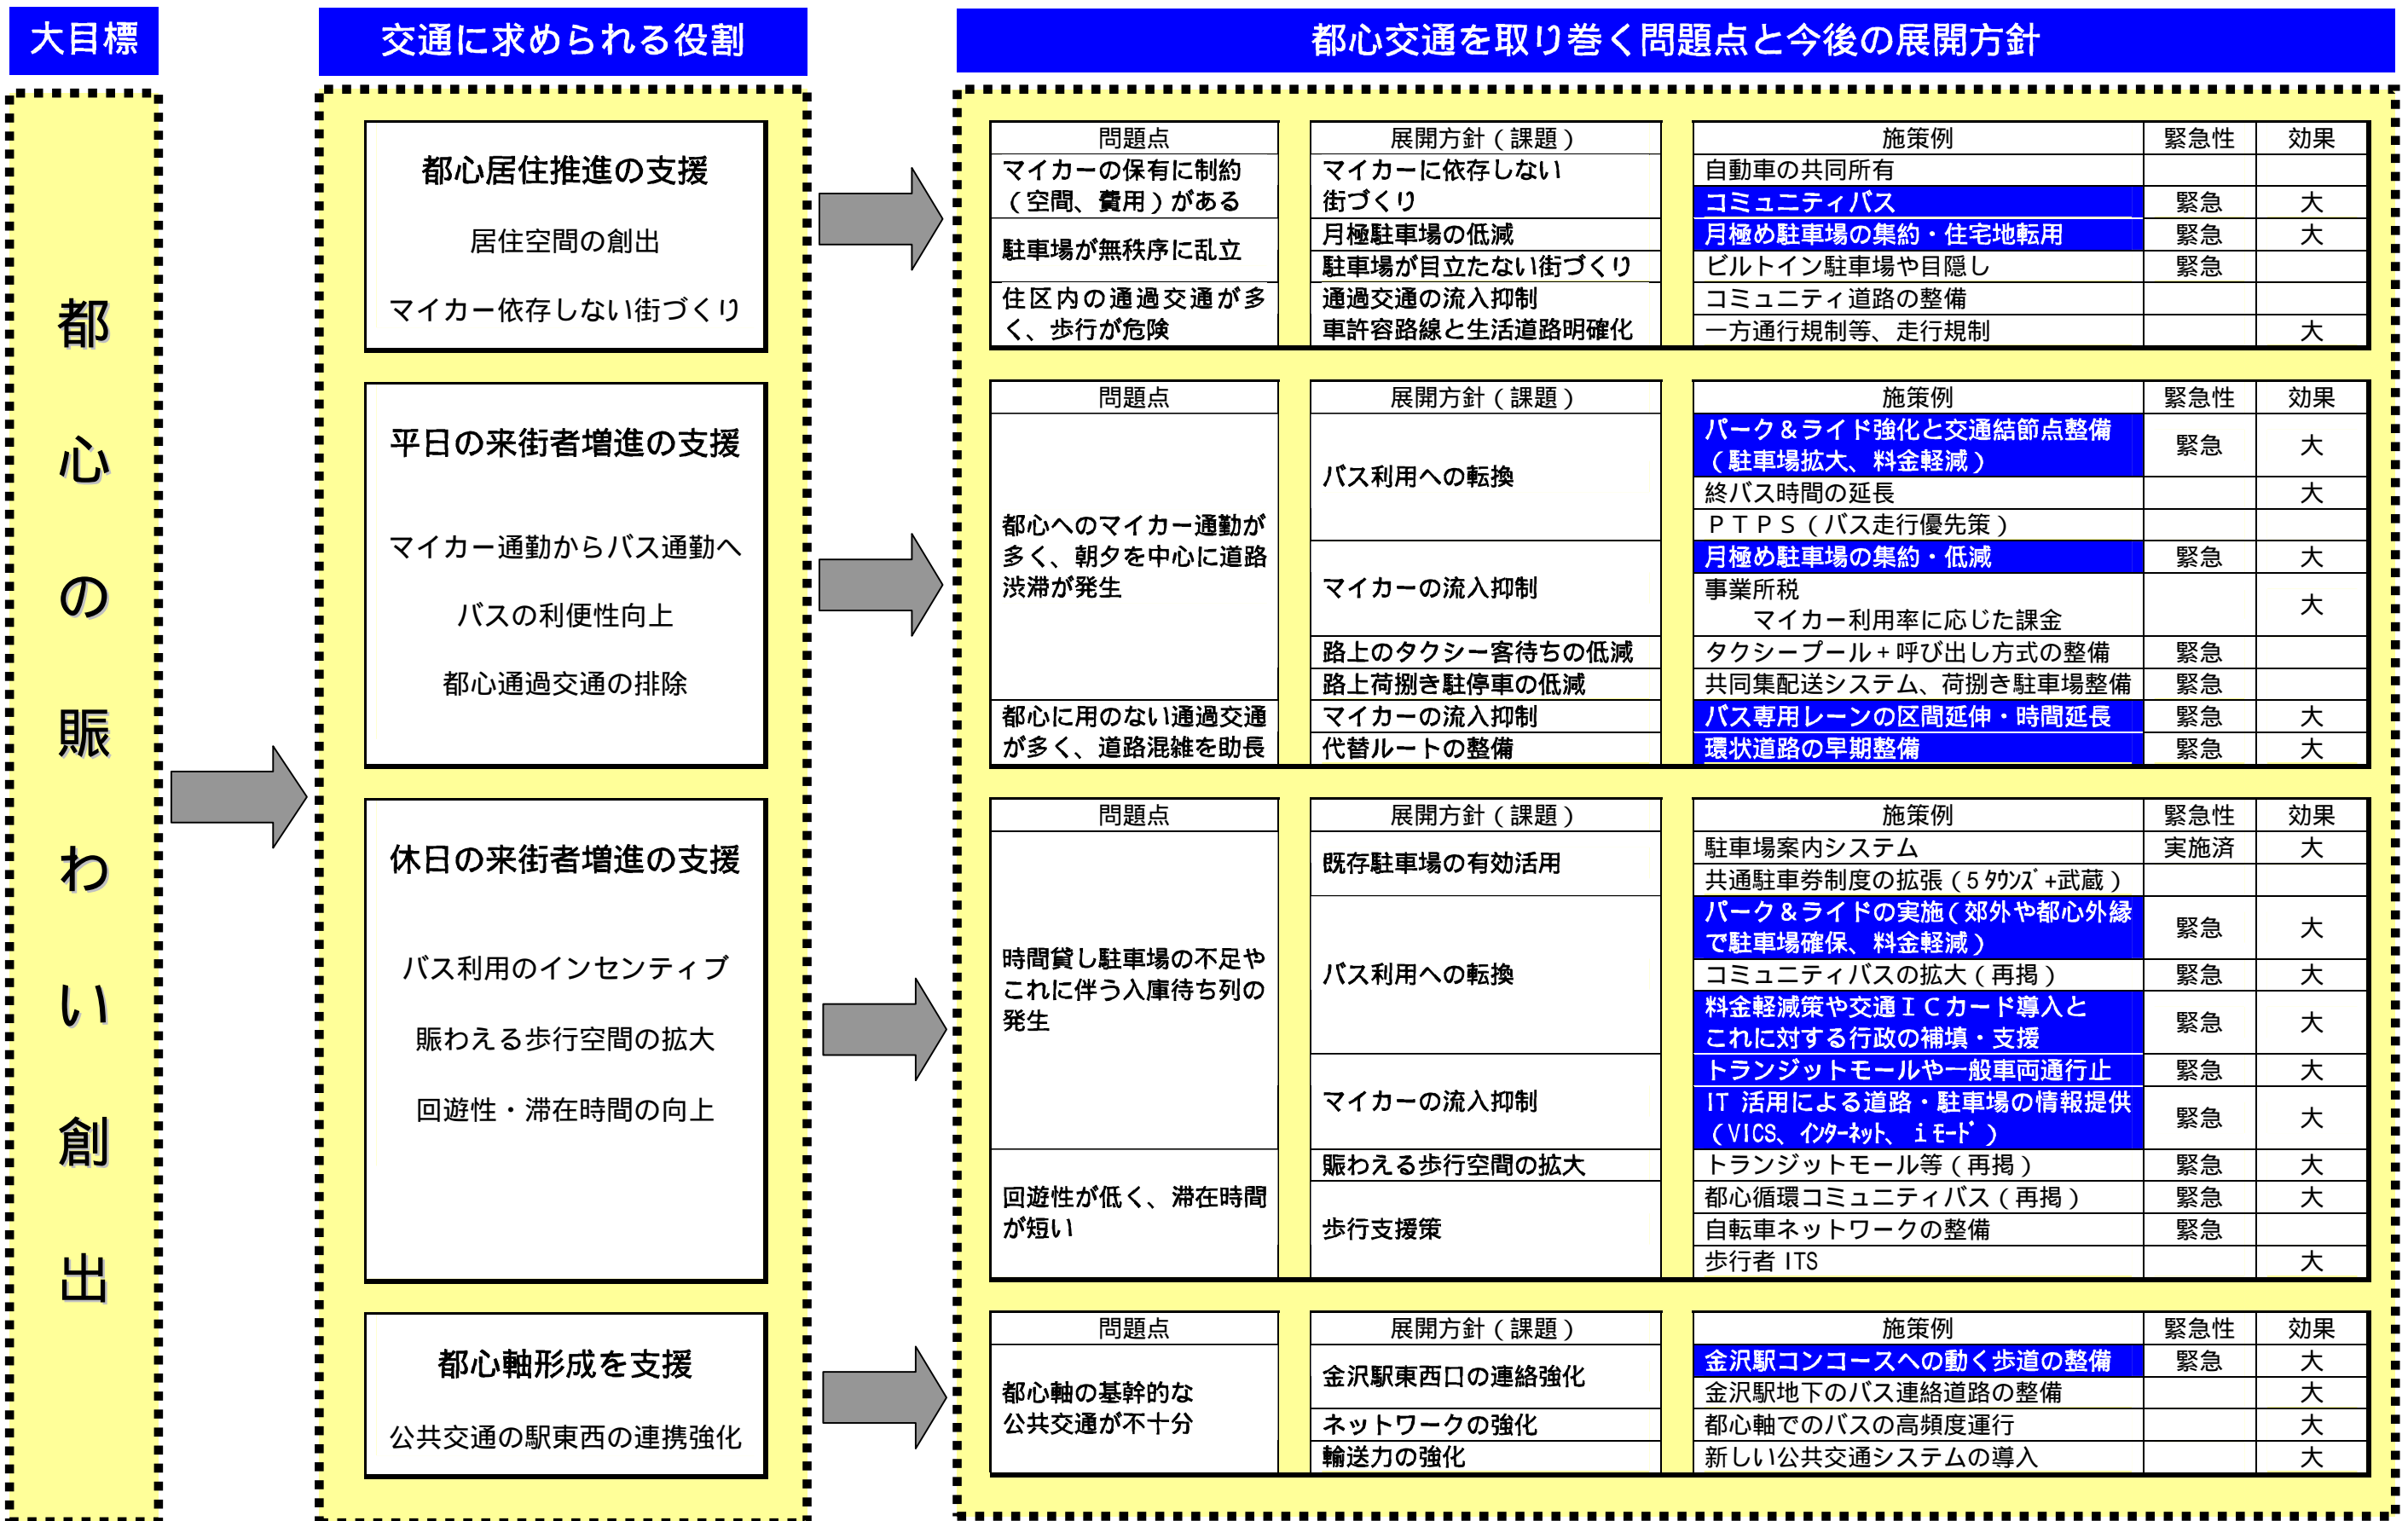 大目標
交通に求められる役割
都心交通を取り巻く問題点と今後の展開方針
都心の賑わい創出
都心居住推進の支援
居住空間の創出
マイカー依存しない街づくり
問題点 展開方針(課題) 施策例 緊急性 効果
マイカーの保有に制約
(空間、費用)がある
マイカーに依存しない
街づくり
自動車の共同所有
コミュニティバス 緊急 大
駐車場が無秩序に乱立
月極駐車場の低減
月極め駐車場の集約・住宅地転用 緊急 大
駐車場が目立たない街づくり
ビルトイン駐車場や目隠し 緊急
住区内の通過交通が多
く、歩行が危険
通過交通の流入抑制
車許容路線と生活道路明確化
コミュニティ道路の整備
一方通行規制等、走行規制 大
平日の来街者増進の支援
マイカー通勤からバス通勤へ
バスの利便性向上
都心通過交通の排除
問題点 展開方針(課題) 施策例 緊急性 効果
都心へのマイカー通勤が
多く、朝夕を中心に道路
渋滞が発生
バス利用への転換
パーク&ライド強化と交通結節点整備
(駐車場拡大、料金軽減) 緊急 大
終バス時間の延長 大
PTPS(バス走行優先策)
マイカーの流入抑制
月極め駐車場の集約・低減 緊急 大
事業所税
マイカー利用率に応じた課金 大
路上のタクシー客待ちの低減
タクシープール+呼び出し方式の整備 緊急
路上荷捌き駐停車の低減
共同集配送システム、荷捌き駐車場整備 緊急
都心に用のない通過交通
が多く、道路混雑を助長
マイカーの流入抑制
バス専用レーンの区間延伸・時間延長 緊急 大
代替ルートの整備
環状道路の早期整備 緊急 大
休日の来街者増進の支援
バス利用のインセンティブ
賑わえる歩行空間の拡大
回遊性・滞在時間の向上
問題点 展開方針(課題) 施策例 緊急性 効果
時間貸し駐車場の不足や
これに伴う入庫待ち列の
発生
既存駐車場の有効活用
駐車場案内システム 実施済 大
共通駐車券制度の拡張(5 ﾀｳﾝｽﾞ+武蔵)
バス利用への転換
パーク&ライドの実施(郊外や都心外縁
で駐車場確保、料金軽減) 緊急 大
コミュニティバスの拡大(再掲) 緊急 大
料金軽減策や交通ICカード導入と
これに対する行政の補填・支援 緊急 大
マイカーの流入抑制
トランジットモールや一般車両通行止 緊急 大
IT 活用による道路・駐車場の情報提供
(VICS、ｲﾝﾀｰﾈｯﾄ、iﾓｰﾄﾞ) 緊急 大
回遊性が低く、滞在時間
が短い
賑わえる歩行空間の拡大
トランジットモール等(再掲) 緊急 大
歩行支援策
都心循環コミュニティバス(再掲) 緊急 大
自転車ネットワークの整備 緊急
歩行者 ITS 大
都心軸形成を支援
公共交通の駅東西の連携強化
問題点 展開方針(課題) 施策例 緊急性 効果
都心軸の基幹的な
公共交通が不十分
金沢駅東西口の連絡強化
金沢駅コンコースへの動く歩道の整備 緊急 大
金沢駅地下のバス連絡道路の整備 大
ネットワークの強化
都心軸でのバスの高頻度運行 大
輸送力の強化
新しい公共交通システムの導入 大